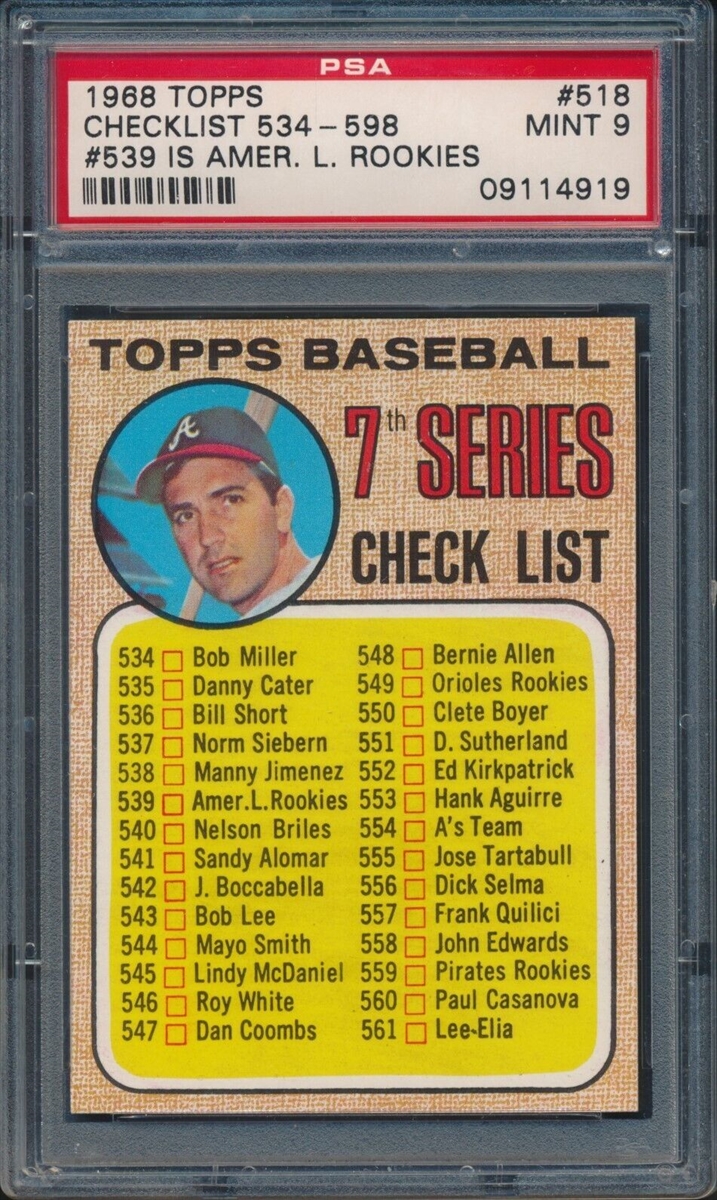 PSA
1968 TOPPS #518
CHECKLIST 534-598 MINT 9
#539 IS AMER. L. ROOKIES
09114919
TOPPS BASEBALL
A
7th SERIES
CHECK LIST
534 Bob Miller
535 Danny Cater
536 Bill Short
537 Norm Siebern
538 Manny Jimenez
539 Amer.L.Rookies
540 Nelson Briles
541 Sandy Alomar
542 J. Boccabella
543 Bob Lee
544 Mayo Smith
545 Lindy McDaniel
546 Roy White
547 Dan Coombs
548 Bernie Allen
549 Orioles Rookies
550 Clete Boyer
551 D. Sutherland
552 Ed Kirkpatrick
553 Hank Aguirre
554 A's Team
555 Jose Tartabull
556 Dick Selma
557 Frank Quilici
558 John Edwards
559 Pirates Rookies
560 Paul Casanova
561 Lee Elia